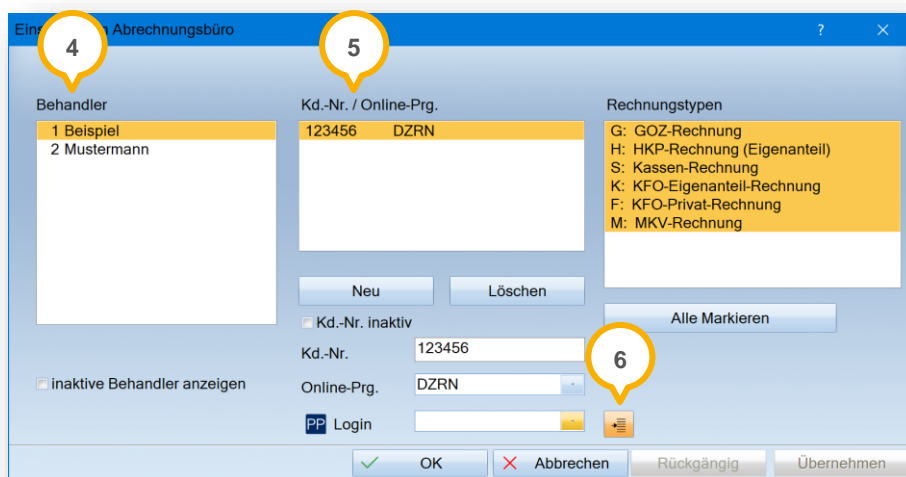 Eins Abrechnungsbüro ?
4
5
Behandler
1 Beispiel
2 Mustermann
inaktive Behandler anzeigen
Kd.-Nr. / Online-Prg.
123456 DZRN
Neu Löschen
Kd.-Nr. inaktiv
Kd.-Nr. 123456
Online-Prg. DZRN
PP Login
Rechnungstypen
G: GOZ-Rechnung
H: HKP-Rechnung (Eigenanteil)
S: Kassen-Rechnung
K: KFO-Eigenanteil-Rechnung
F: KFO-Privat-Rechnung
M: MKV-Rechnung
Alle Markieren
6
OK Abbrechen Rückgängig Übernehmen